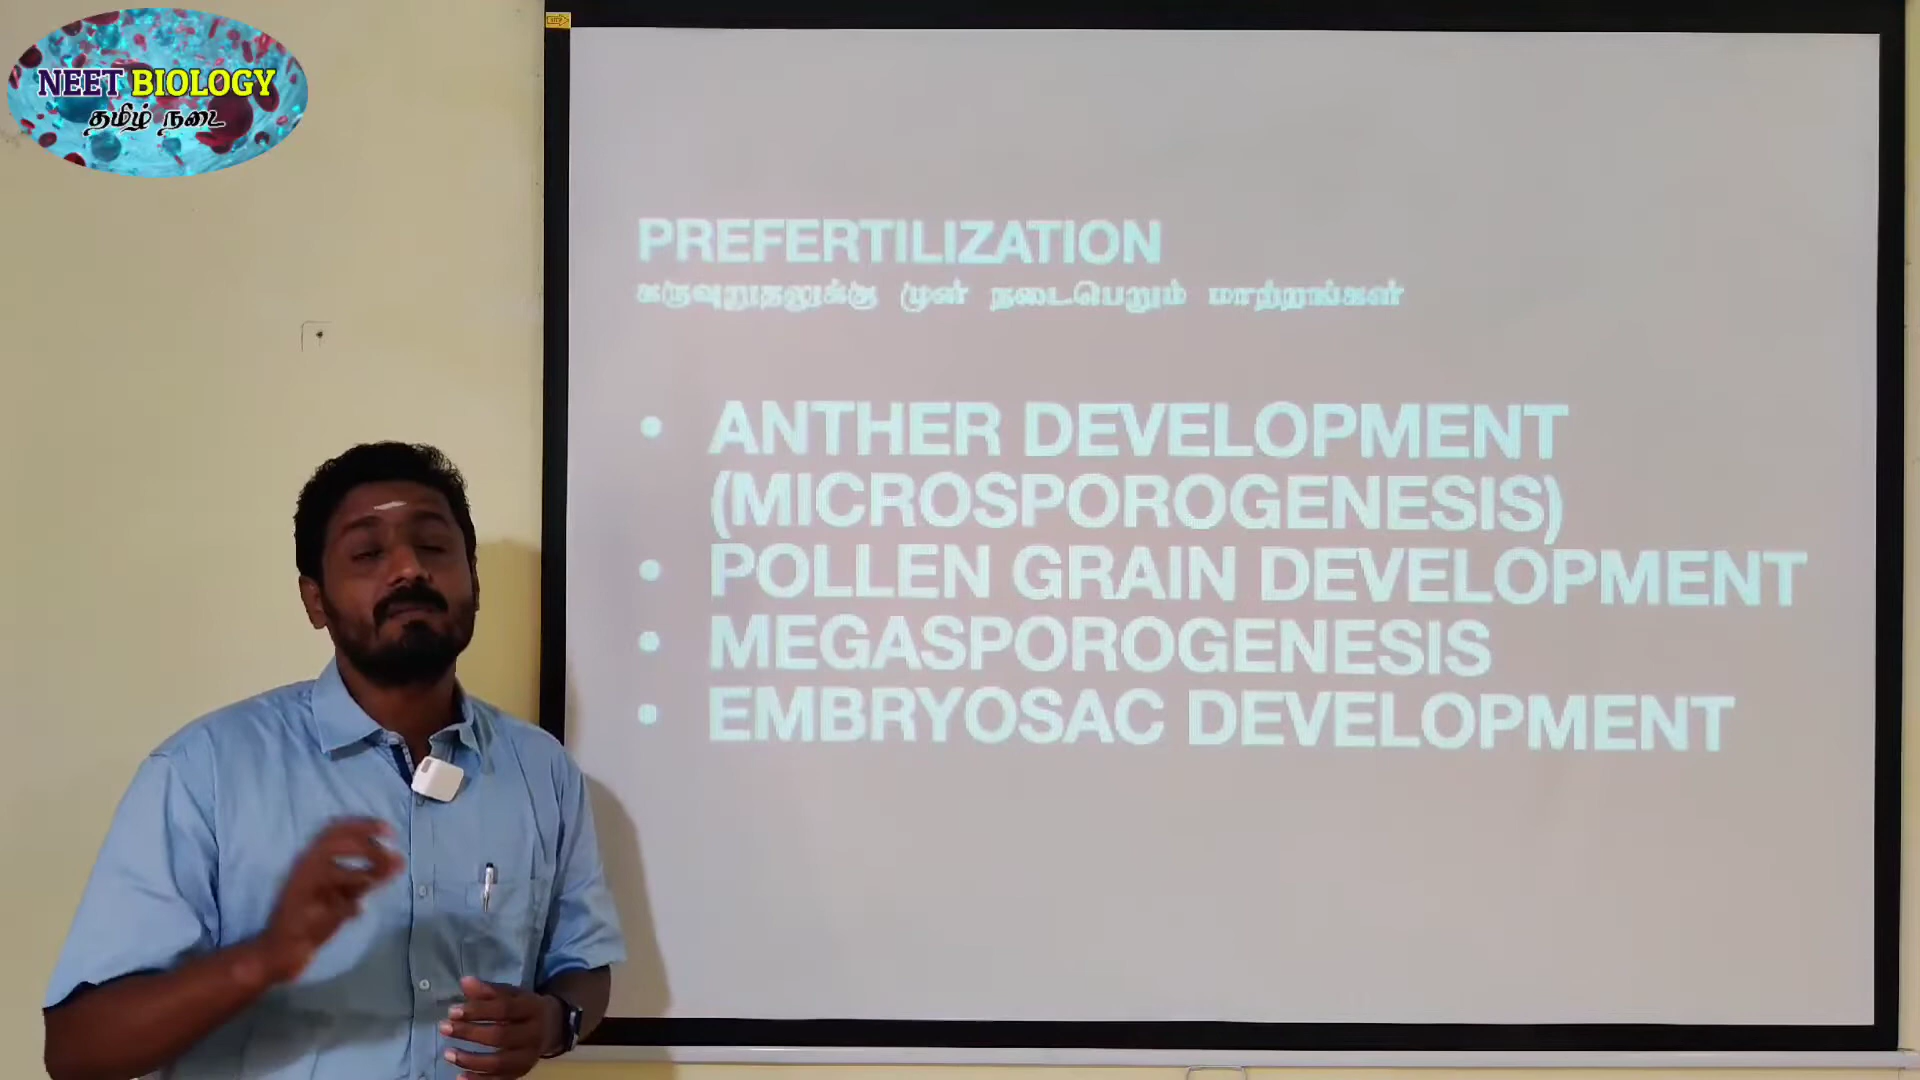 NEET BIOLOGY
தமிழ் நடை
PREFERTILIZATION
கருவுறுதலுக்கு முன் நடைபெறும் மாற்றங்கள்
• ANTHER DEVELOPMENT
(MICROSPOROGENESIS)
• POLLEN GRAIN DEVELOPMENT
• MEGASPOROGENESIS
• EMBRYOSAC DEVELOPMENT